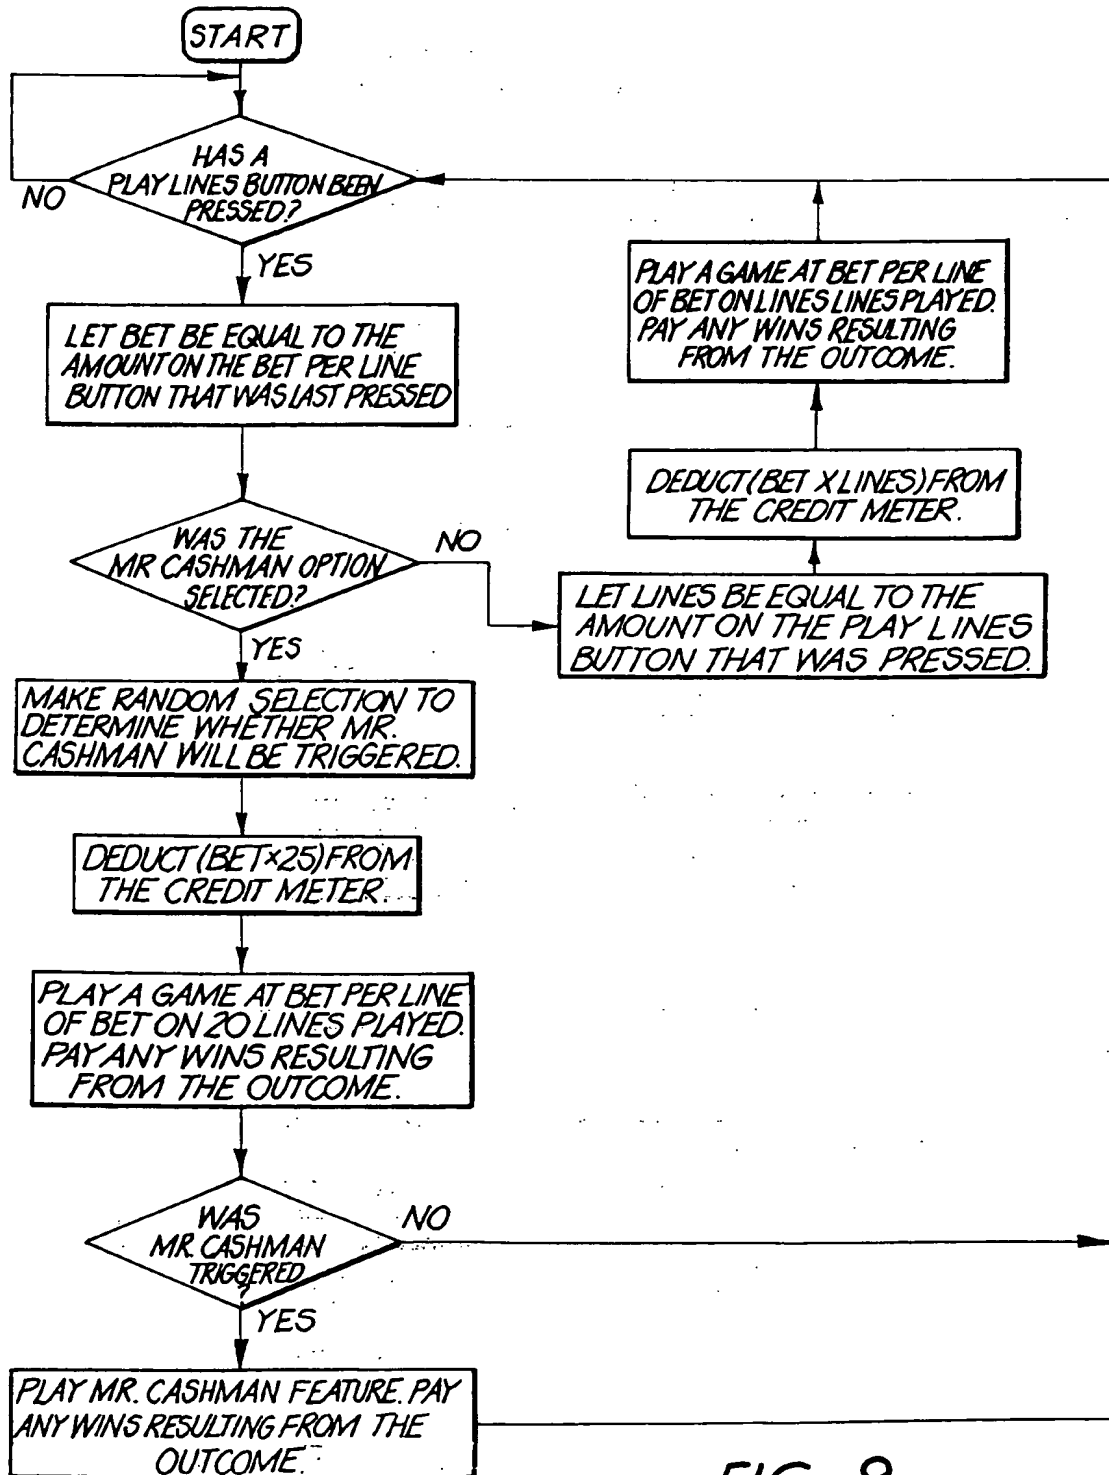 START
HAS A
PLAY LINES BUTTON BEEN
PRESSED?
NO
YES
LET BET BE EQUAL TO THE
AMOUNT ON THE BET PER LINE
BUTTON THAT WAS LAST PRESSED
WAS THE
MR CASHMAN OPTION
SELECTED?
NO
YES
PLAY A GAME AT BET PER LINE
OF BET ON LINES LINES PLAYED.
PAY ANY WINS RESULTING
FROM THE OUTCOME.
DEDUCT (BET X LINES) FROM
THE CREDIT METER.
LET LINES BE EQUAL TO THE
AMOUNT ON THE PLAY LINES
BUTTON THAT WAS PRESSED.
MAKE RANDOM SELECTION TO
DETERMINE WHETHER MR.
CASHMAN WILL BE TRIGGERED.
DEDUCT (BET×25) FROM
THE CREDIT METER.
PLAY A GAME AT BET PER LINE
OF BET ON 20 LINES PLAYED.
PAY ANY WINS RESULTING
FROM THE OUTCOME.
WAS
MR. CASHMAN
TRIGGERED
?
NO
YES
PLAY MR. CASHMAN FEATURE. PAY
ANY WINS RESULTING FROM THE
OUTCOME.
FIG.